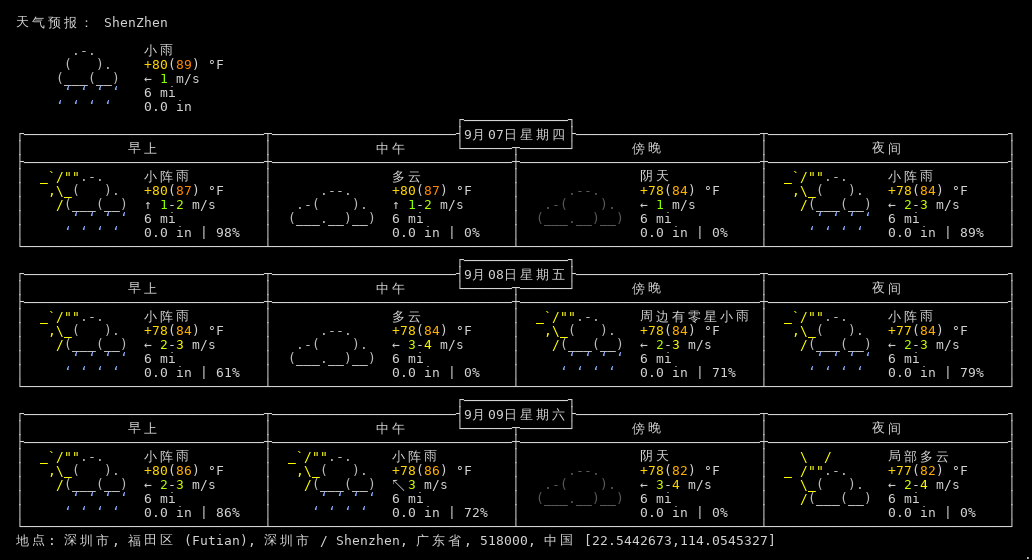 天气预报： ShenZhen
小雨
+80(89) °F
← 1 m/s
6 mi
0.0 in
9月07日星期四
早上 中午 傍晚 夜间
小阵雨 多云 阴天 小阵雨
+80(87) °F +80(87) °F +78(84) °F +78(84) °F
↑ 1-2 m/s ↑ 1-2 m/s ← 1 m/s ← 2-3 m/s
6 mi 6 mi 6 mi 6 mi
0.0 in | 98% 0.0 in | 0% 0.0 in | 0% 0.0 in | 89%
9月08日星期五
早上 中午 傍晚 夜间
小阵雨 多云 周边有零星小雨 小阵雨
+78(84) °F +78(84) °F +78(84) °F +77(84) °F
← 2-3 m/s ← 3-4 m/s ← 2-3 m/s ← 2-3 m/s
6 mi 6 mi 6 mi 6 mi
0.0 in | 61% 0.0 in | 0% 0.0 in | 71% 0.0 in | 79%
9月09日星期六
早上 中午 傍晚 夜间
小阵雨 小阵雨 阴天 局部多云
+80(86) °F +78(86) °F +78(82) °F +77(82) °F
← 2-3 m/s ↖ 3 m/s ← 3-4 m/s ← 2-4 m/s
6 mi 6 mi 6 mi 6 mi
0.0 in | 86% 0.0 in | 72% 0.0 in | 0% 0.0 in | 0%
地点: 深圳市, 福田区 (Futian), 深圳市 / Shenzhen, 广东省, 518000, 中国 [22.5442673,114.0545327]